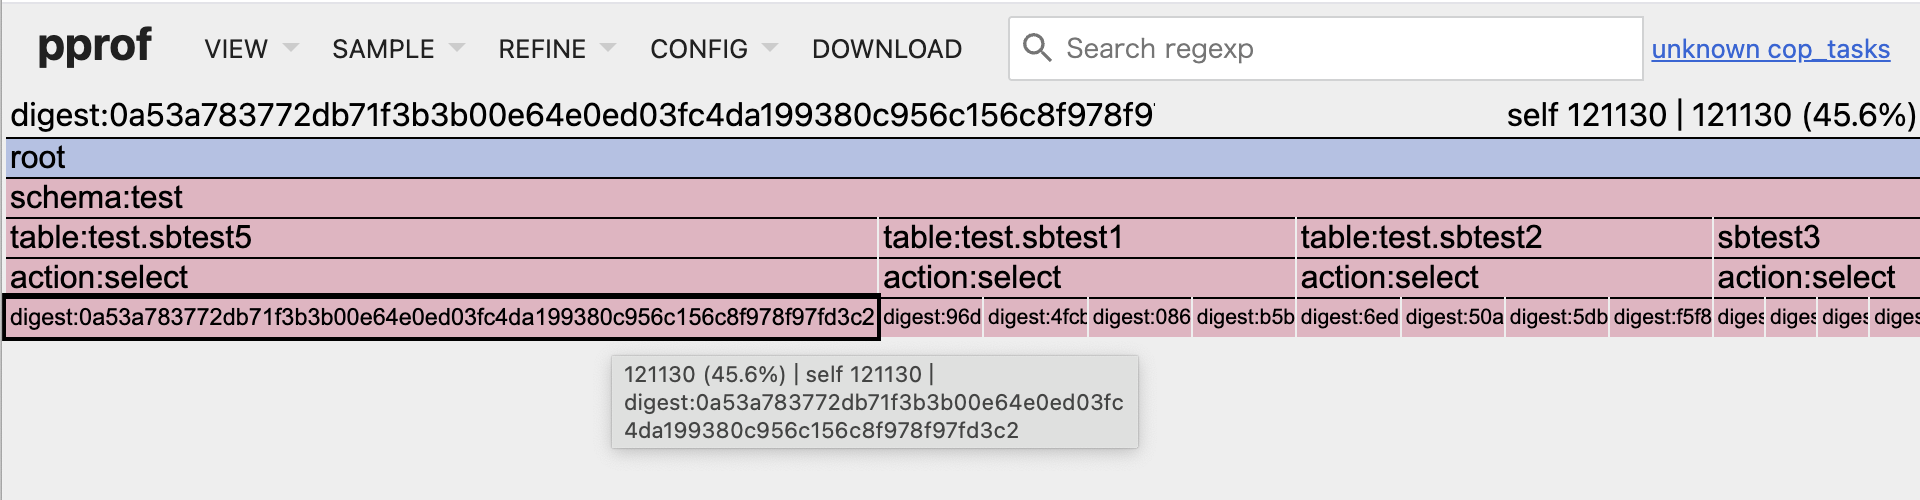 pprof VIEW SAMPLE REFINE CONFIG DOWNLOAD Search regexp unknown cop_tasks
digest:0a53a783772db71f3b3b00e64e0ed03fc4da199380c956c156c8f978f9 self 121130 | 121130 (45.6%)
root
schema:test
table:test.sbtest5 table:test.sbtest1 table:test.sbtest2 sbtest3
action:select action:select action:select action:select
digest:0a53a783772db71f3b3b00e64e0ed03fc4da199380c956c156c8f978f97fd3c2 digest:96d digest:4fcb digest:086 digest:b5b digest:6ed digest:50a digest:5db digest:f5f8 diges diges diges diges
121130 (45.6%) | self 121130 |
digest:0a53a783772db71f3b3b00e64e0ed03fc
4da199380c956c156c8f978f97fd3c2